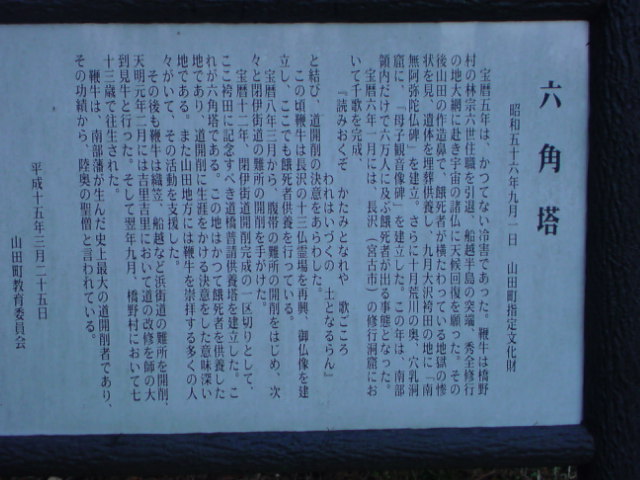 六角塔
昭和五十六年九月一日　山田町指定文化財
宝暦五年は、かつてない冷害であった。鞭牛は橋野
村の林宗六世住職を引退、船越半島の突端、秀全修行
の地大網に赴き宇宙の諸仏に天候回復を願った。その
後山田の作造鼻で、餓死者が横たわっている地獄の惨
状を見、遺体を埋葬供養し、九月大沢袴田の地に「南
無阿弥陀仏碑」を建立。さらに十月荒川の奥、穴乳洞
窟に、「母子観音像碑」を建立した。この年は、南部
領内だけで六万人に及ぶ餓死者が出る事態となった。
宝暦六年一月には、長沢（宮古市）の修行洞窟にお
いて千歌を完成、
『読みおくぞ　かたみとなれや　歌ごころ
われはいづくの　土となるらん』
と結び、道開削の決意をあらわした。
この頃鞭牛は長沢の十三仏霊場を再興、御仏像を建
立し、ここでも餓死者供養を行っている。
宝暦八年三月から、腹帯の難所の開削をはじめ、次
々と閉伊街道の難所の開削を手がけた。
宝暦十二年、閉伊街道開削完成の一区切りとして、
ここ袴田に記念すべき道橋普請供養塔を建立した。こ
れが六角塔である。この地はかつて餓死者を供養した
地であり、道開削に生涯をかける決意をした意味深い
地である。また山田地方には鞭牛を崇拝する多くの人
々がいて、その活動を支援した。
その後も鞭牛は織笠、船越など浜街道の難所を開削、
天明元年二月には吉里吉里において道の改修を師の大
到見牛と行った。そして翌年九月、橋野村において七
十三歳で往生された。
鞭牛は、南部藩が生んだ史上最大の道開削者であり、
その功績から、陸奥の聖僧と言われている。
平成十五年三月二十五日
山田町教育委員会